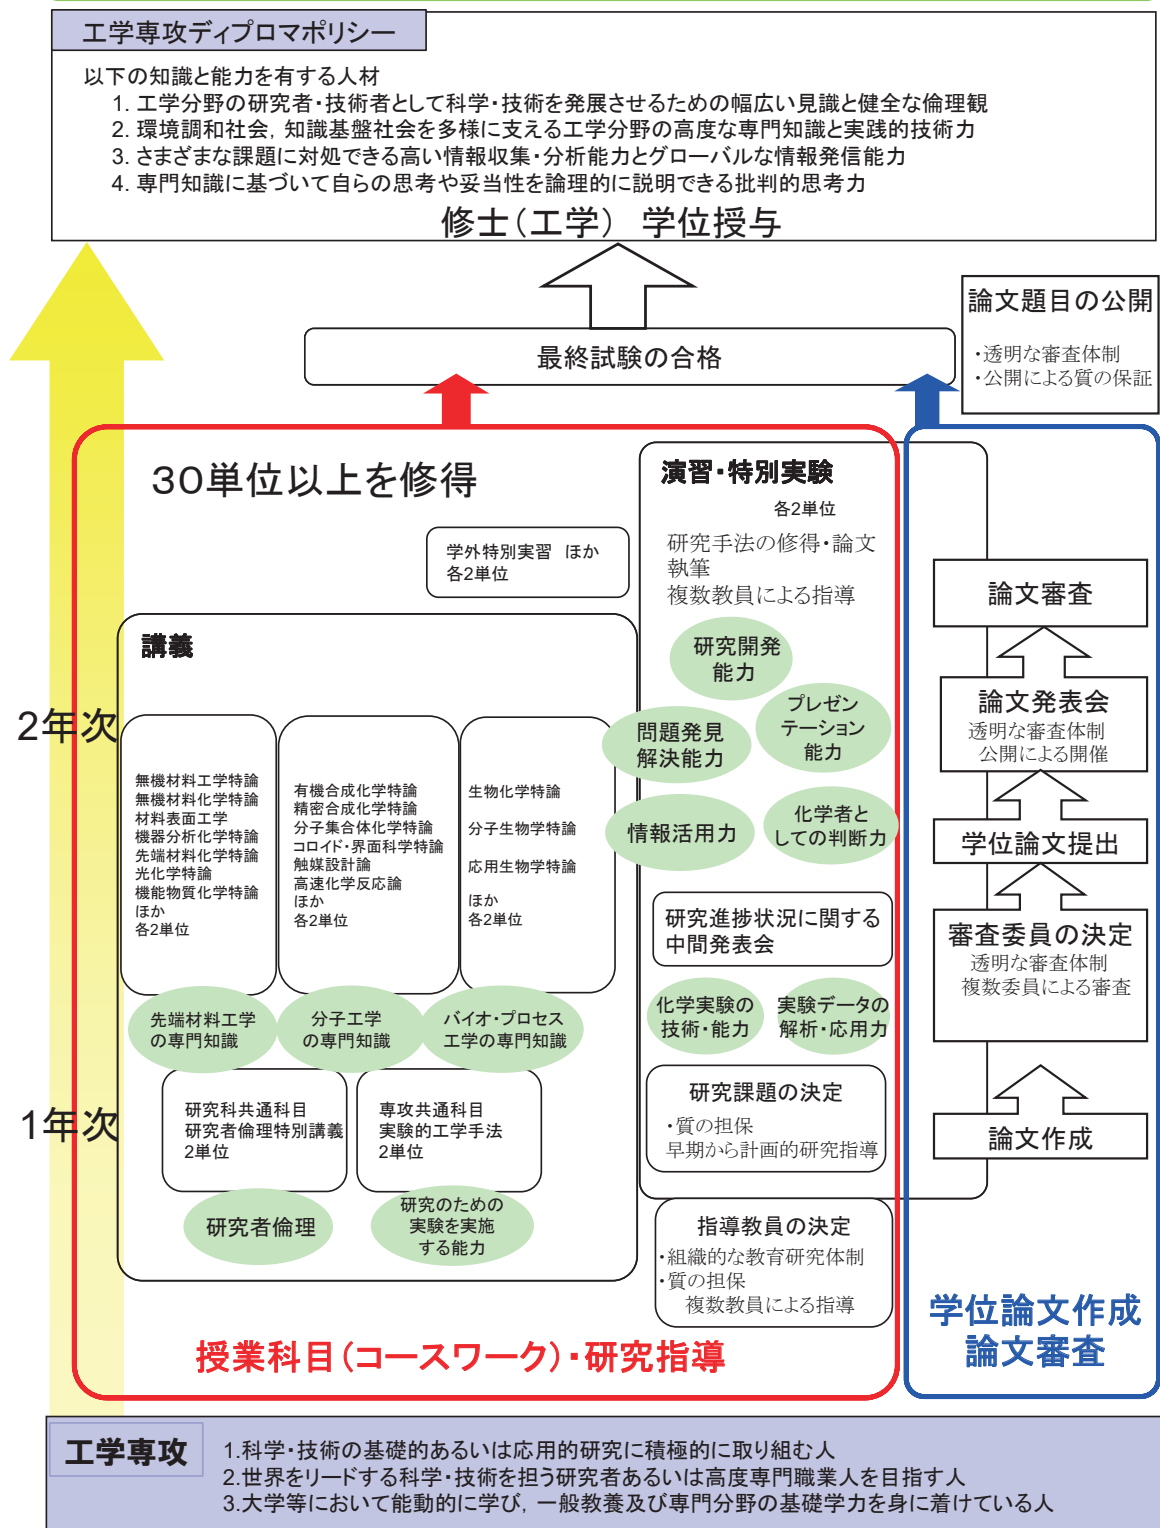 工学専攻ディプロマポリシー
以下の知識と能力を有する人材
1. 工学分野の研究者・技術者として科学・技術を発展させるための幅広い見識と健全な倫理観
2. 環境調和社会，知識基盤社会を多様に支える工学分野の高度な専門知識と実践的技術力
3. さまざまな課題に対処できる高い情報収集・分析能力とグローバルな情報発信能力
4. 専門知識に基づいて自らの思考や妥当性を論理的に説明できる批判的思考力
修士（工学） 学位授与
論文題目の公開
・透明な審査体制
・公開による質の保証
最終試験の合格
30単位以上を修得
学外特別実習 ほか
各2単位
演習・特別実験
各2単位
研究手法の修得・論文
執筆
複数教員による指導
研究開発
能力
プレゼン
テーション
能力
問題発見
解決能力
情報活用力
化学者と
しての判断力
研究進捗状況に関する
中間発表会
化学実験の
技術・能力
実験データの
解析・応用力
研究課題の決定
・質の担保
早期から計画的研究指導
指導教員の決定
・組織的な教育研究体制
・質の担保
複数教員による指導
講義
2年次
無機材料工学特論
無機材料化学特論
材料表面工学
機器分析化学特論
先端材料化学特論
光化学特論
機能物質化学特論
ほか
各2単位
有機合成化学特論
精密合成化学特論
分子集合体化学特論
コロイド・界面科学特論
触媒設計論
高速化学反応論
ほか
各2単位
生物化学特論
分子生物学特論
応用生物学特論
ほか
各2単位
先端材料工学
の専門知識
分子工学
の専門知識
バイオ・プロセス
工学の専門知識
1年次
研究科共通科目
研究者倫理特別講義
2単位
専攻共通科目
実験的工学手法
2単位
研究者倫理
研究のための
実験を実施
する能力
授業科目（コースワーク）・研究指導
論文審査
論文発表会
透明な審査体制
公開による開催
学位論文提出
審査委員の決定
透明な審査体制
複数委員による審査
論文作成
学位論文作成
論文審査
工学専攻
1.科学・技術の基礎的あるいは応用的研究に積極的に取り組む人
2.世界をリードする科学・技術を担う研究者あるいは高度専門職業人を目指す人
3.大学等において能動的に学び，一般教養及び専門分野の基礎学力を身に着けている人